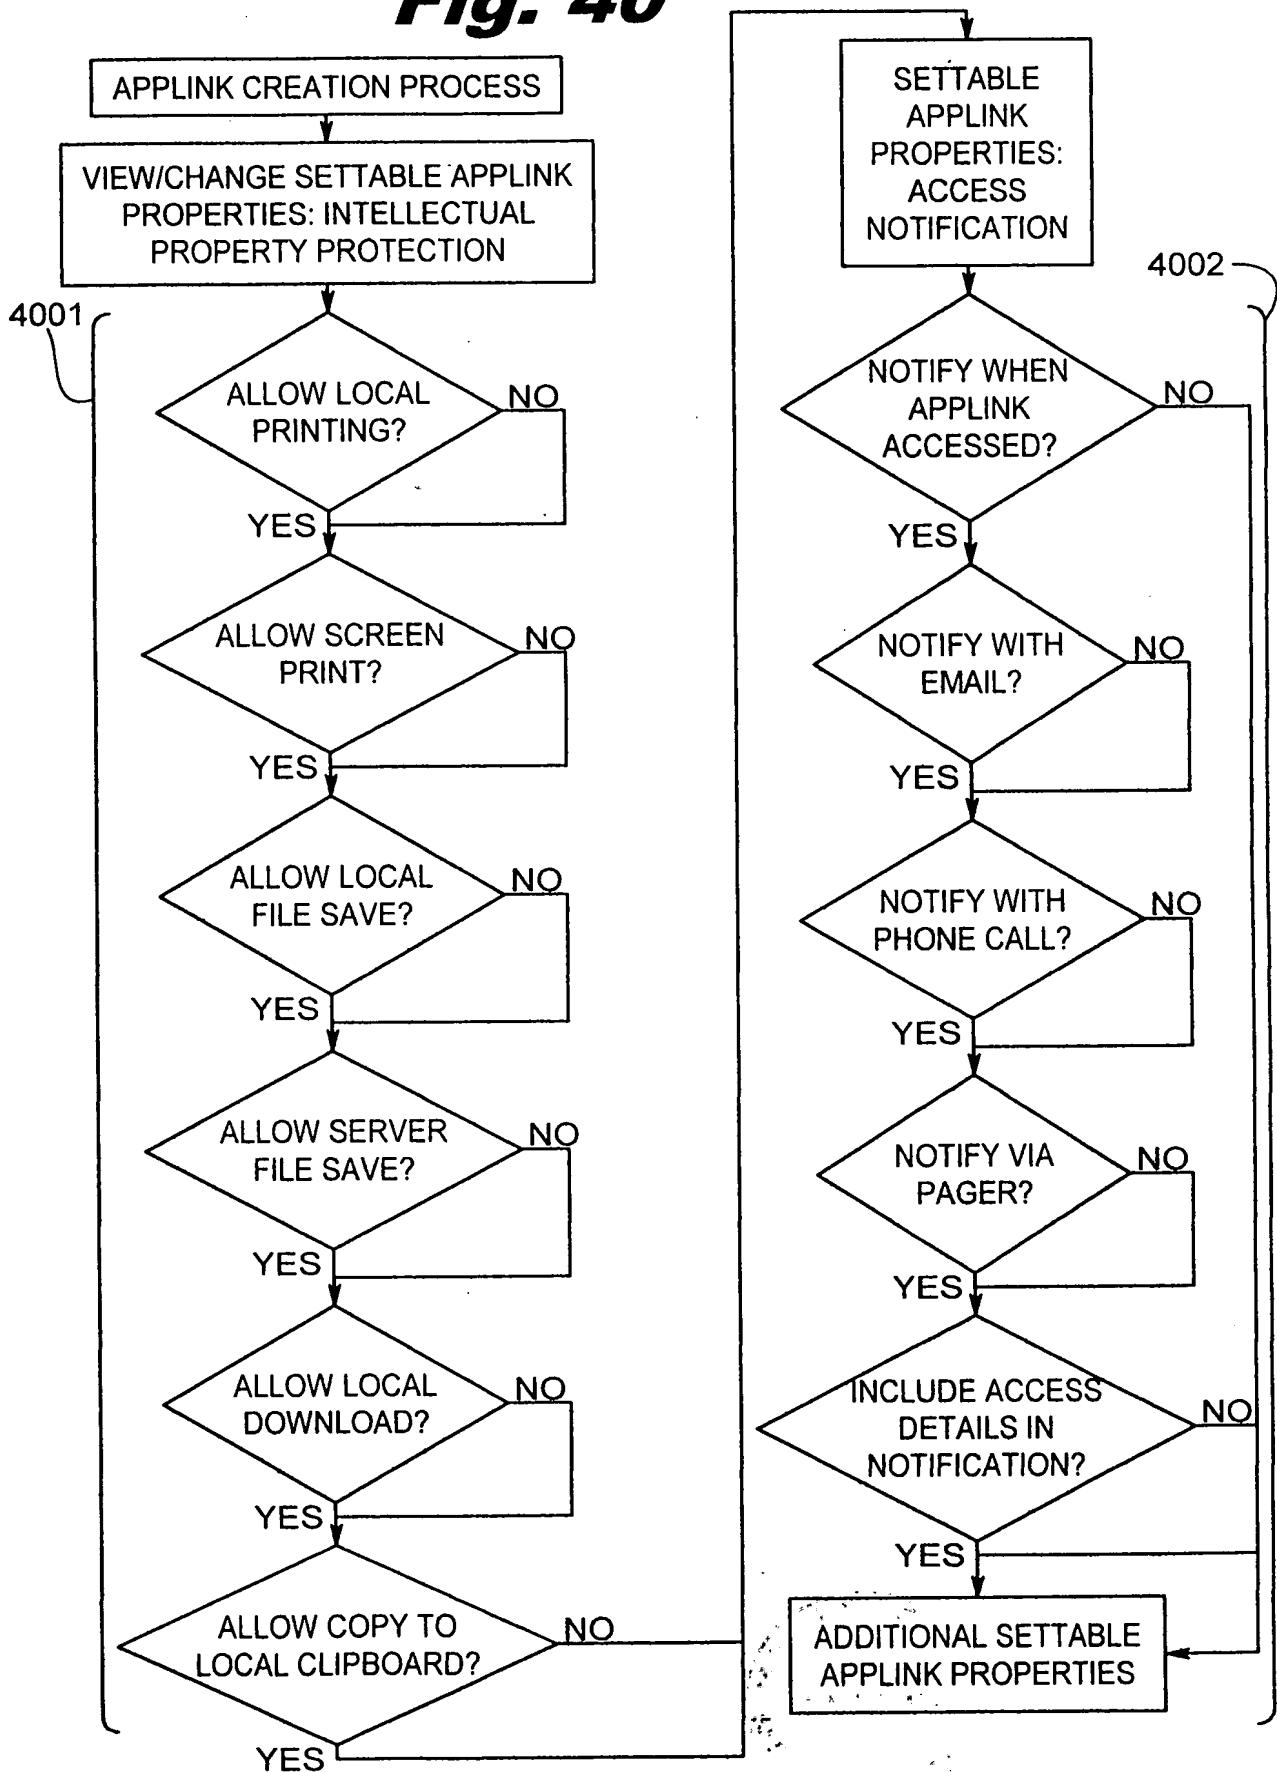 Fig. 40
APPLINK CREATION PROCESS
VIEW/CHANGE SETTABLE APPLINK
PROPERTIES: INTELLECTUAL
PROPERTY PROTECTION
4001
ALLOW LOCAL
PRINTING?
NO
YES
ALLOW SCREEN
PRINT?
NO
YES
ALLOW LOCAL
FILE SAVE?
NO
YES
ALLOW SERVER
FILE SAVE?
NO
YES
ALLOW LOCAL
DOWNLOAD?
NO
YES
ALLOW COPY TO
LOCAL CLIPBOARD?
NO
YES
SETTABLE
APPLINK
PROPERTIES:
ACCESS
NOTIFICATION
4002
NOTIFY WHEN
APPLINK
ACCESSED?
NO
YES
NOTIFY WITH
EMAIL?
NO
YES
NOTIFY WITH
PHONE CALL?
NO
YES
NOTIFY VIA
PAGER?
NO
YES
INCLUDE ACCESS
DETAILS IN
NOTIFICATION?
NO
YES
ADDITIONAL SETTABLE
APPLINK PROPERTIES